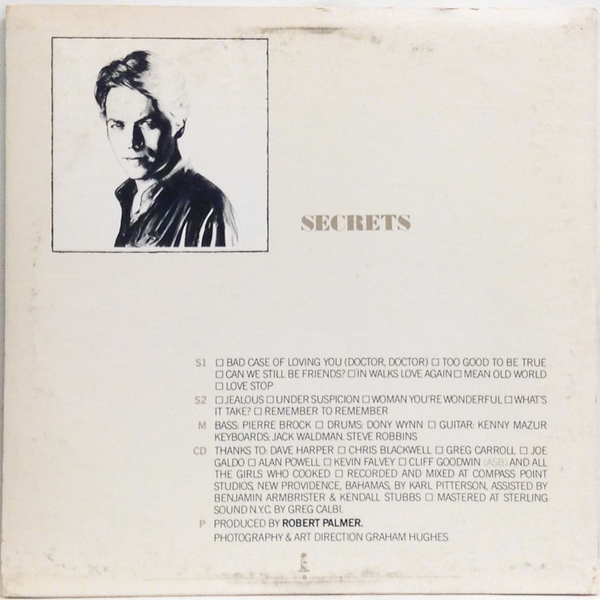 SECRETS
S1 □ BAD CASE OF LOVING YOU (DOCTOR, DOCTOR) □ TOO GOOD TO BE TRUE
□ CAN WE STILL BE FRIENDS? □ IN WALKS LOVE AGAIN □ MEAN OLD WORLD
□ LOVE STOP
S2 □ JEALOUS □ UNDER SUSPICION □ WOMAN YOU'RE WONDERFUL □ WHAT'S
IT TAKE? □ REMEMBER TO REMEMBER
M BASS: PIERRE BROCK □ DRUMS: DONY WYNN □ GUITAR: KENNY MAZUR
KEYBOARDS: JACK WALDMAN. STEVE ROBBINS
CD THANKS TO: DAVE HARPER □ CHRIS BLACKWELL □ GREG CARROLL □ JOE
GALDO □ ALAN POWELL □ KEVIN FALVEY □ CLIFF GOODWIN (ASB) AND ALL
THE GIRLS WHO COOKED □ RECORDED AND MIXED AT COMPASS POINT
STUDIOS, NEW PROVIDENCE, BAHAMAS, BY KARL PITTERSON, ASSISTED BY
BENJAMIN ARMBRISTER & KENDALL STUBBS □ MASTERED AT STERLING
SOUND N.Y.C. BY GREG CALBI.
P PRODUCED BY ROBERT PALMER.
PHOTOGRAPHY & ART DIRECTION GRAHAM HUGHES